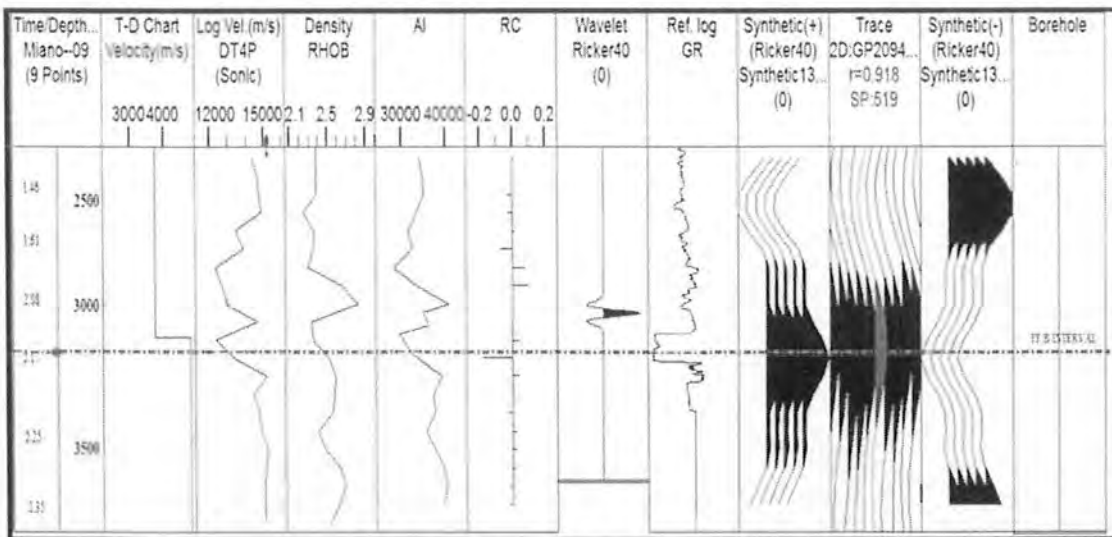 Time/Depth... T-D Chart Log Vel.(m/s) Density AI RC Wavelet Ref. log Synthetic(+) Trace Synthetic(-) Borehole
Miano--09 Velocity(m/s) DT4P RHOB Ricker40 GR (Ricker40) 2D:GP2094... (Ricker40)
(9 Points) (Sonic) (0) Synthetic13... r=0.918 Synthetic13...
(0) SP:519 (0)
30004000 12000 15000 2.1 2.5 2.9 30000 40000 -0.2 0.0 0.2
2500
3000
3500